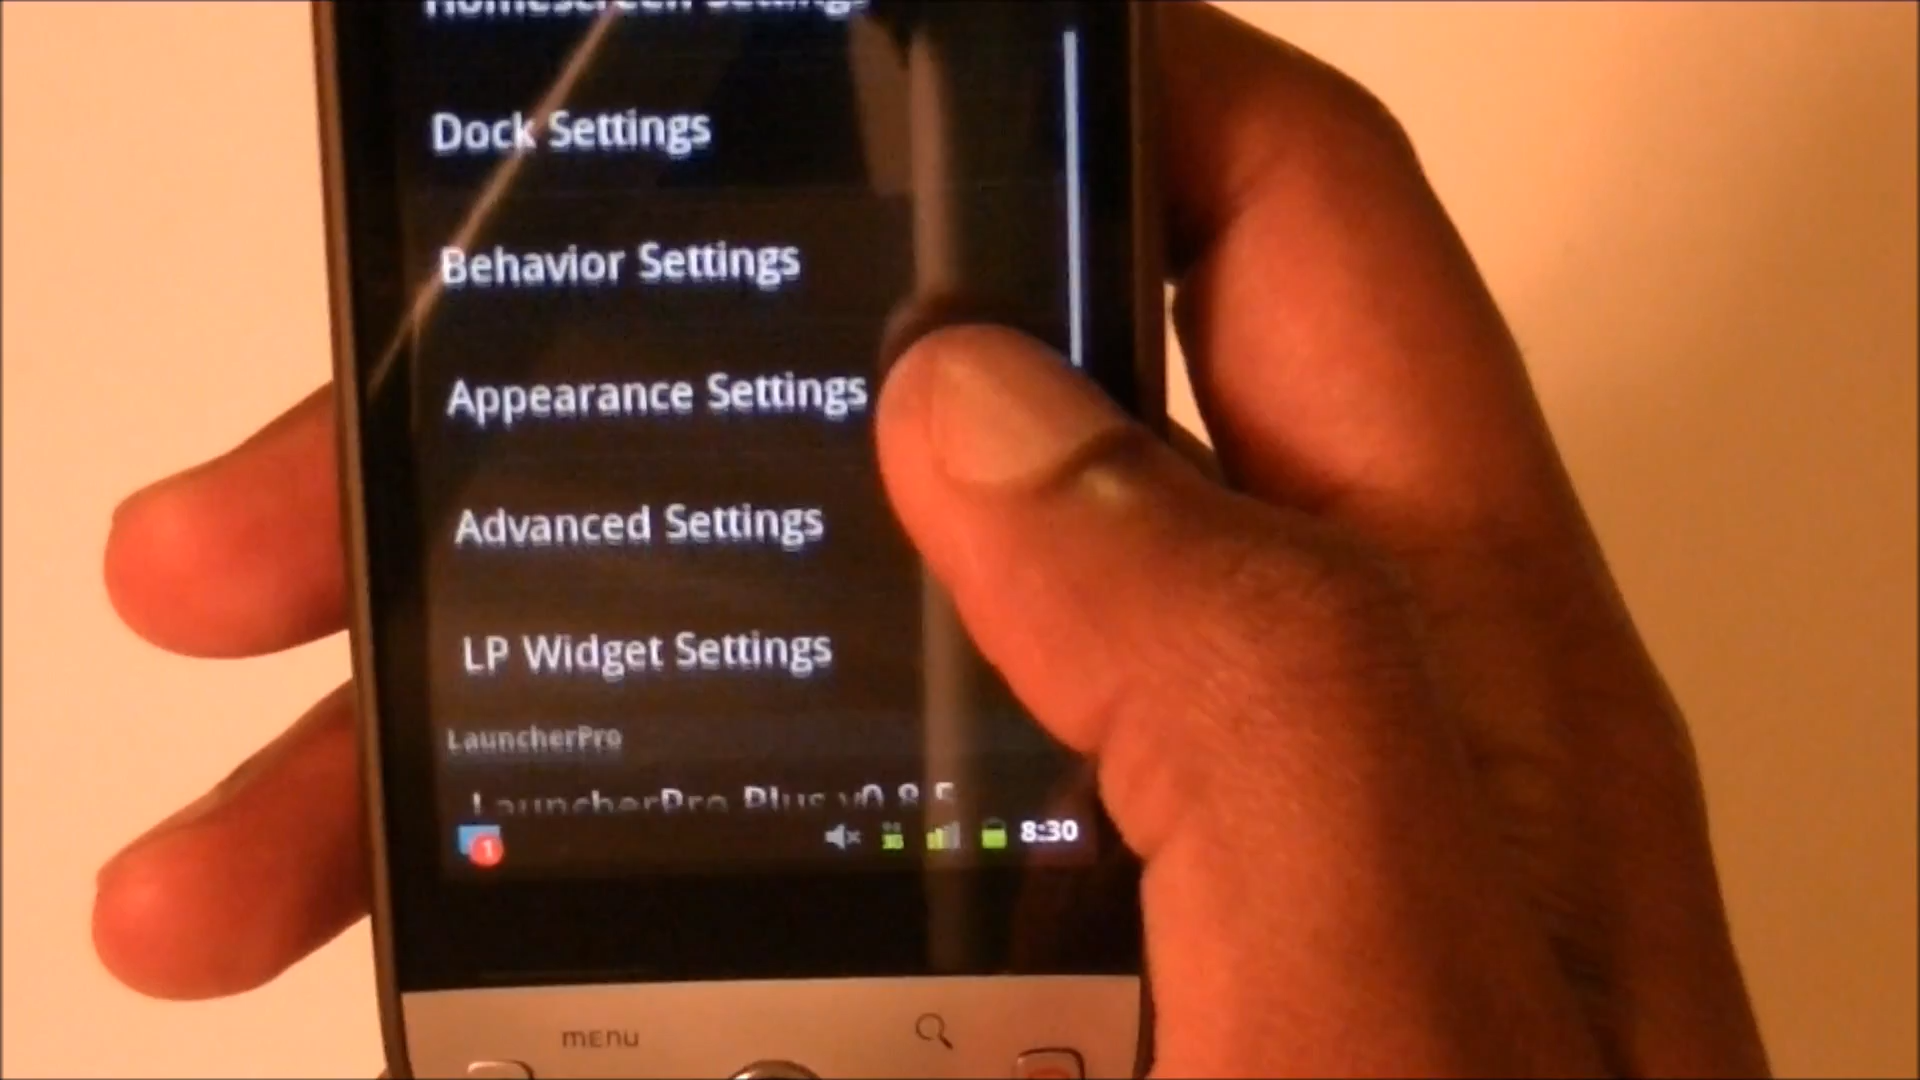 Homescreen Settings
Dock Settings
Behavior Settings
Appearance Settings
Advanced Settings
LP Widget Settings
LauncherPro
LauncherPro Plus v0.8.5
1
8:30
menu